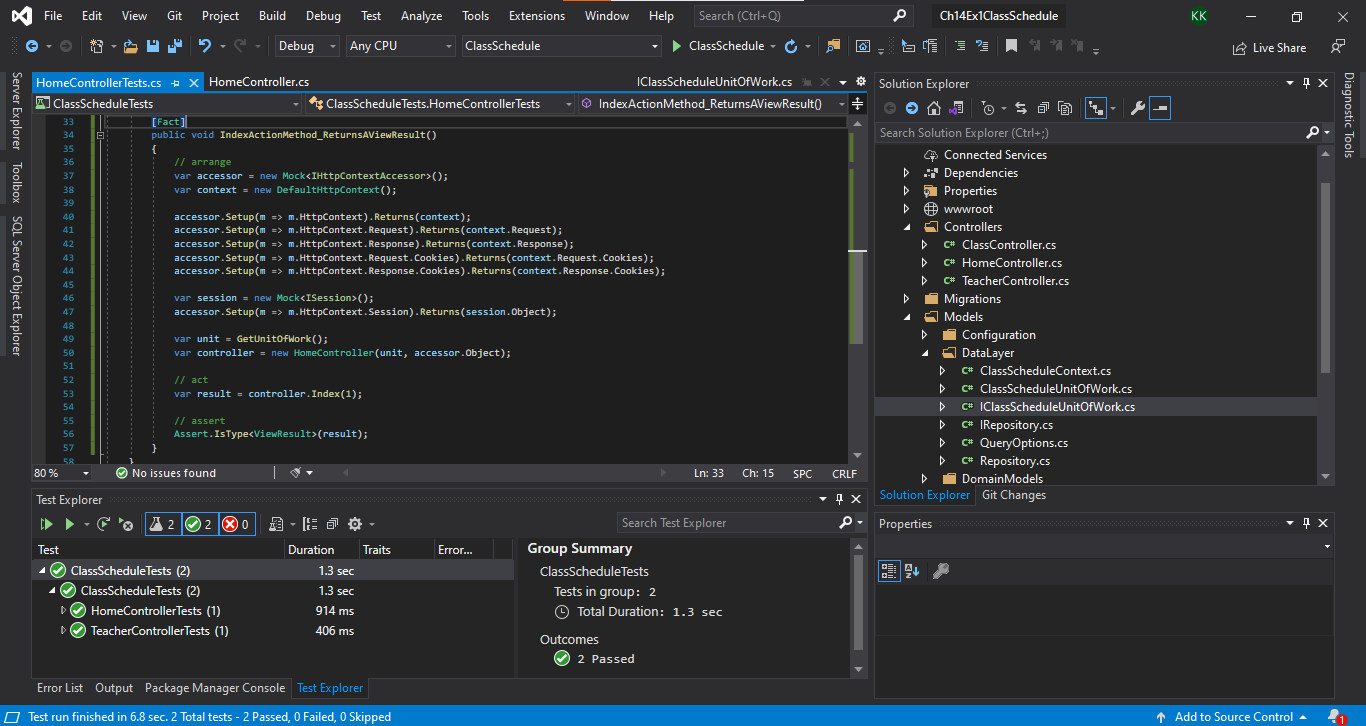 File Edit View Git Project Build Debug Test Analyze Tools Extensions Window Help Search (Ctrl+Q) Ch14Ex1ClassSchedule KK
Debug Any CPU ClassSchedule ClassSchedule Live Share
Server Explorer
Toolbox
SQL Server Object Explorer
HomeControllerTests.cs HomeController.cs IClassScheduleUnitOfWork.cs
ClassScheduleTests ClassScheduleTests.HomeControllerTests IndexActionMethod_ReturnsAViewResult()
33 [Fact]
34 public void IndexActionMethod_ReturnsAViewResult()
35 {
36 // arrange
37 var accessor = new Mock<IHttpContextAccessor>();
38 var context = new DefaultHttpContext();
39
40 accessor.Setup(m => m.HttpContext).Returns(context);
41 accessor.Setup(m => m.HttpContext.Request).Returns(context.Request);
42 accessor.Setup(m => m.HttpContext.Response).Returns(context.Response);
43 accessor.Setup(m => m.HttpContext.Request.Cookies).Returns(context.Request.Cookies);
44 accessor.Setup(m => m.HttpContext.Response.Cookies).Returns(context.Response.Cookies);
45
46 var session = new Mock<ISession>();
47 accessor.Setup(m => m.HttpContext.Session).Returns(session.Object);
48
49 var unit = GetUnitOfWork();
50 var controller = new HomeController(unit, accessor.Object);
51
52 // act
53 var result = controller.Index(1);
54
55 // assert
56 Assert.IsType<ViewResult>(result);
57 }
58 }
80 % No issues found Ln: 33 Ch: 15 SPC CRLF
Test Explorer
2 2 0 Search Test Explorer
Test Duration Traits Error...
ClassScheduleTests (2) 1.3 sec
ClassScheduleTests (2) 1.3 sec
HomeControllerTests (1) 914 ms
TeacherControllerTests (1) 406 ms
Group Summary
ClassScheduleTests
Tests in group: 2
Total Duration: 1.3 sec
Outcomes
2 Passed
Error List Output Package Manager Console Test Explorer
Solution Explorer
Search Solution Explorer (Ctrl+;)
Connected Services
Dependencies
Properties
wwwroot
Controllers
C# ClassController.cs
C# HomeController.cs
C# TeacherController.cs
Migrations
Models
Configuration
DataLayer
C# ClassScheduleContext.cs
C# ClassScheduleUnitOfWork.cs
C# IClassScheduleUnitOfWork.cs
C# IRepository.cs
C# QueryOptions.cs
C# Repository.cs
DomainModels
Solution Explorer Git Changes
Properties
Diagnostic Tools
Test run finished in 6.8 sec. 2 Total tests - 2 Passed, 0 Failed, 0 Skipped Add to Source Control 1